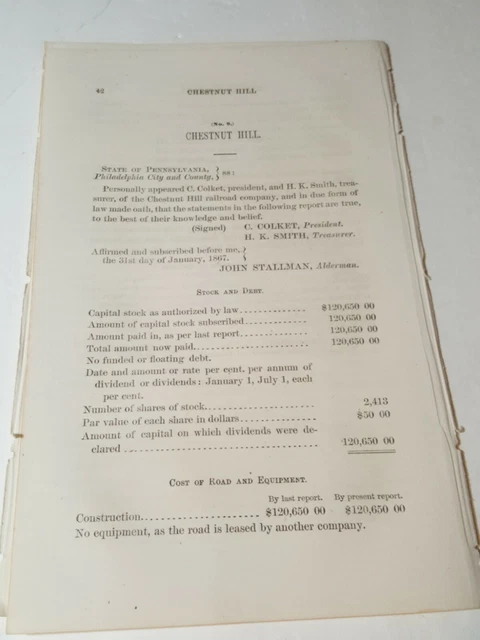 42 CHESTNUT HILL
(No. 9.)
CHESTNUT HILL.
STATE OF PENNSYLVANIA,
Philadelphia City and County, } ss:
Personally appeared C. Colket, president, and H. K. Smith, trea-
surer, of the Chestnut Hill railroad company, and in due form of
law made oath, that the statements in the following report are true,
to the best of their knowledge and belief.
(Signed) C. COLKET, President.
H. K. SMITH, Treasurer.
Affirmed and subscribed before me,
the 31st day of January, 1867. }
JOHN STALLMAN, Alderman.
STOCK AND DEBT.
Capital stock as authorized by law $120,650 00
Amount of capital stock subscribed 120,650 00
Amount paid in, as per last report 120,650 00
Total amount now paid 120,650 00
No funded or floating debt.
Date and amount or rate per cent. per annum of
dividend or dividends: January 1, July 1, each
per cent.
Number of shares of stock 2,413
Par value of each share in dollars $50 00
Amount of capital on which dividends were de-
clared 120,650 00
COST OF ROAD AND EQUIPMENT.
By last report. By present report.
Construction $120,650 00 $120,650 00
No equipment, as the road is leased by another company.